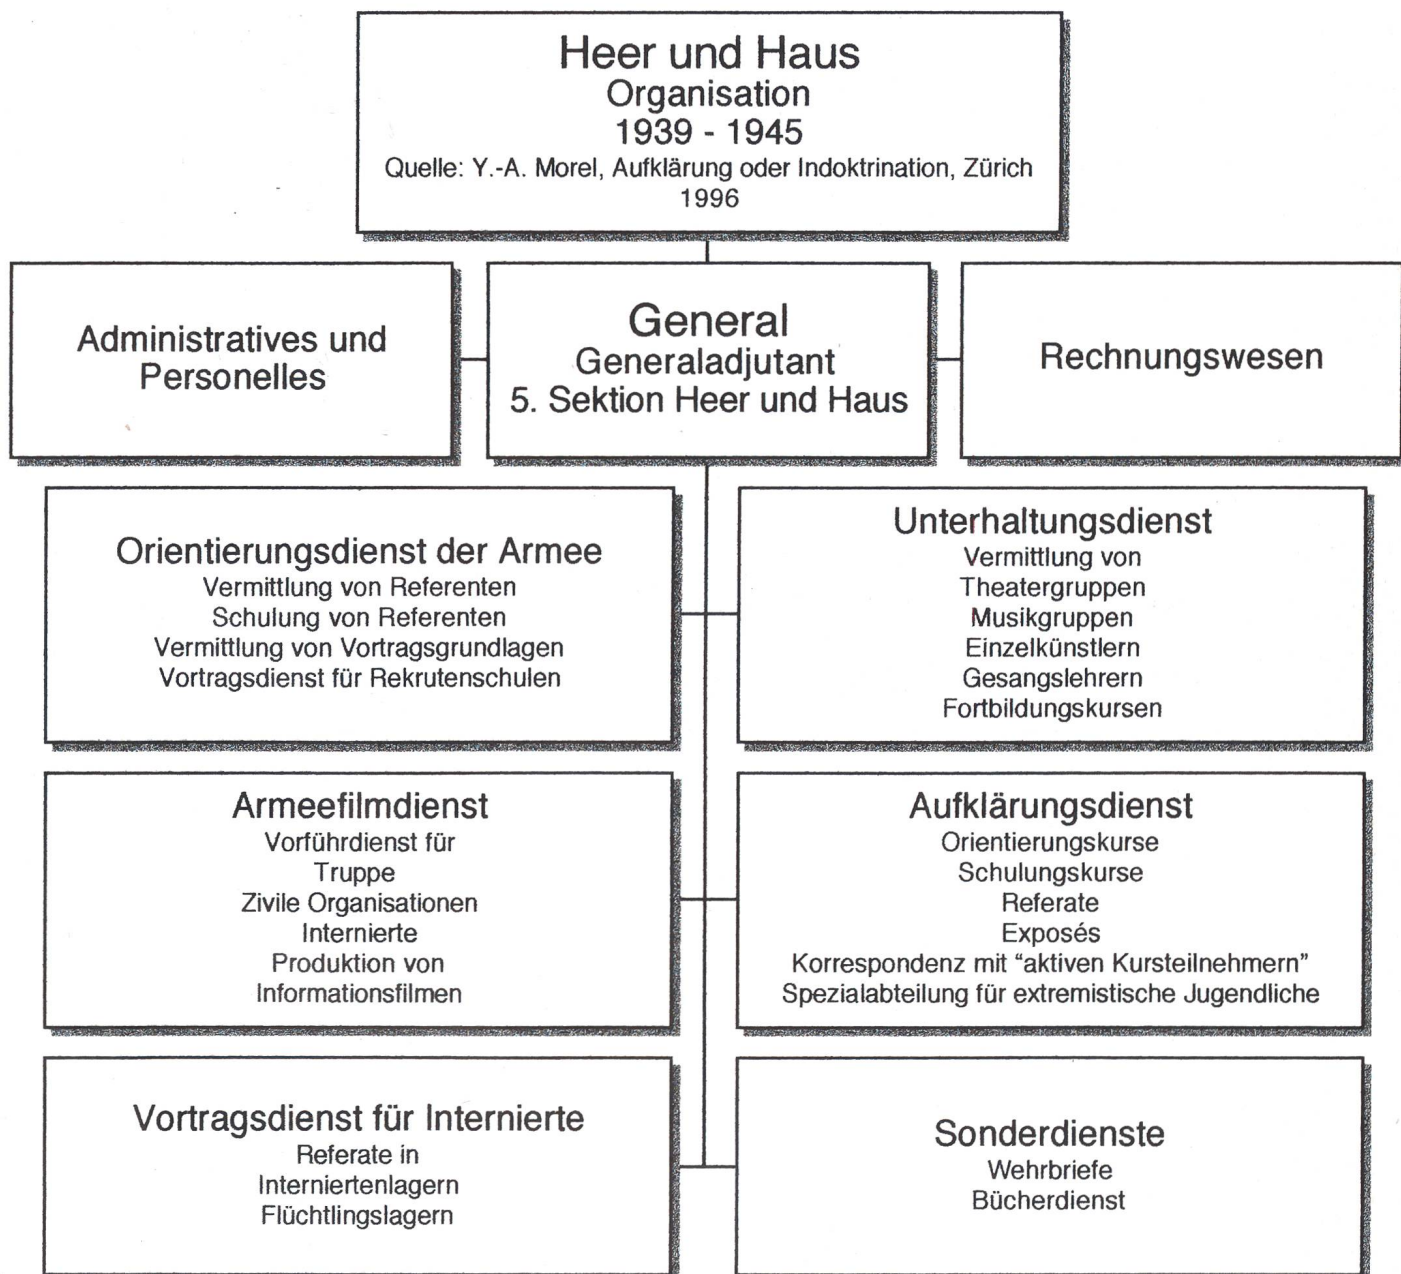 Heer und Haus
Organisation
1939 - 1945
Quelle: Y.-A. Morel, Aufklärung oder Indoktrination, Zürich
1996
Administratives und
Personelles
General
Generaladjutant
5. Sektion Heer und Haus
Rechnungswesen
Orientierungsdienst der Armee
Vermittlung von Referenten
Schulung von Referenten
Vermittlung von Vortragsgrundlagen
Vortragsdienst für Rekrutenschulen
Unterhaltungsdienst
Vermittlung von
Theatergruppen
Musikgruppen
Einzelkünstlern
Gesangslehrern
Fortbildungskursen
Armeefilmdienst
Vorführdienst für
Truppe
Zivile Organisationen
Internierte
Produktion von
Informationsfilmen
Aufklärungsdienst
Orientierungskurse
Schulungskurse
Referate
Exposés
Korrespondenz mit “aktiven Kursteilnehmern”
Spezialabteilung für extremistische Jugendliche
Vortragsdienst für Internierte
Referate in
Interniertenlagern
Flüchtlingslagern
Sonderdienste
Wehrbriefe
Bücherdienst